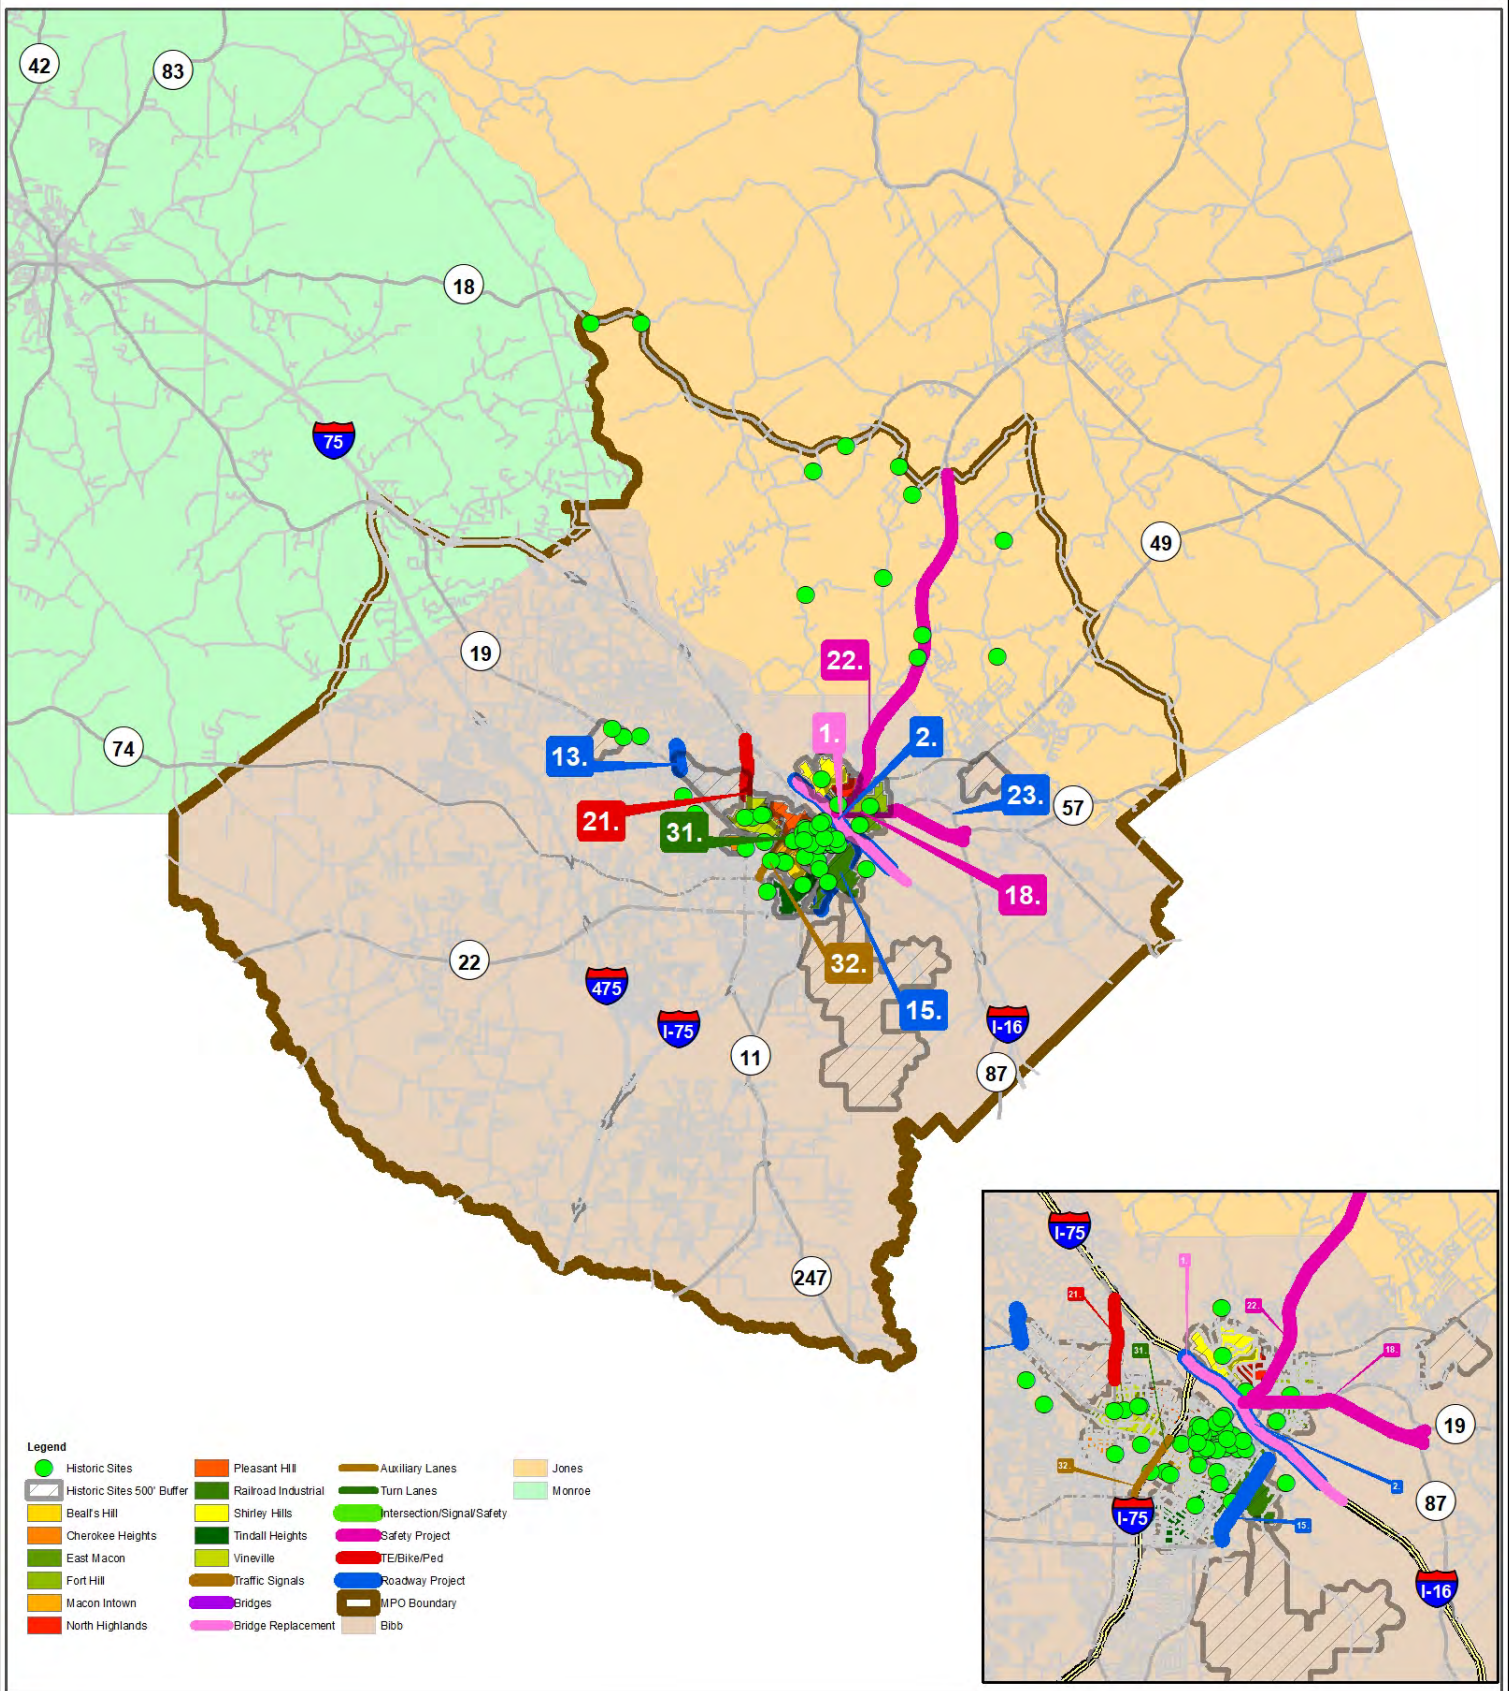 42
83
18
75
49
19
22.
74
1.
2.
13.
23.
57
21.
31.
18.
22
32.
475
15.
I-75
I-16
11
87
247
I-75
1.
21.
22.
31.
18.
19
32.
2.
87
I-75
15.
I-16
Legend
Historic Sites
Historic Sites 500' Buffer
Beall's Hill
Cherokee Heights
East Macon
Fort Hill
Macon Intown
North Highlands
Pleasant Hill
Railroad Industrial
Shirley Hills
Tindall Heights
Vineville
Traffic Signals
Bridges
Bridge Replacement
Auxiliary Lanes
Turn Lanes
Intersection/Signal/Safety
Safety Project
TE/Bike/Ped
Roadway Project
MPO Boundary
Bibb
Jones
Monroe